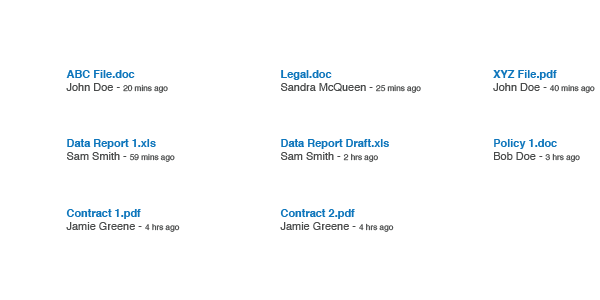 ABC File.doc
John Doe - 20 mins ago
Legal.doc
Sandra McQueen - 25 mins ago
XYZ File.pdf
John Doe - 40 mins ago
Data Report 1.xls
Sam Smith - 59 mins ago
Data Report Draft.xls
Sam Smith - 2 hrs ago
Policy 1.doc
Bob Doe - 3 hrs ago
Contract 1.pdf
Jamie Greene - 4 hrs ago
Contract 2.pdf
Jamie Greene - 4 hrs ago